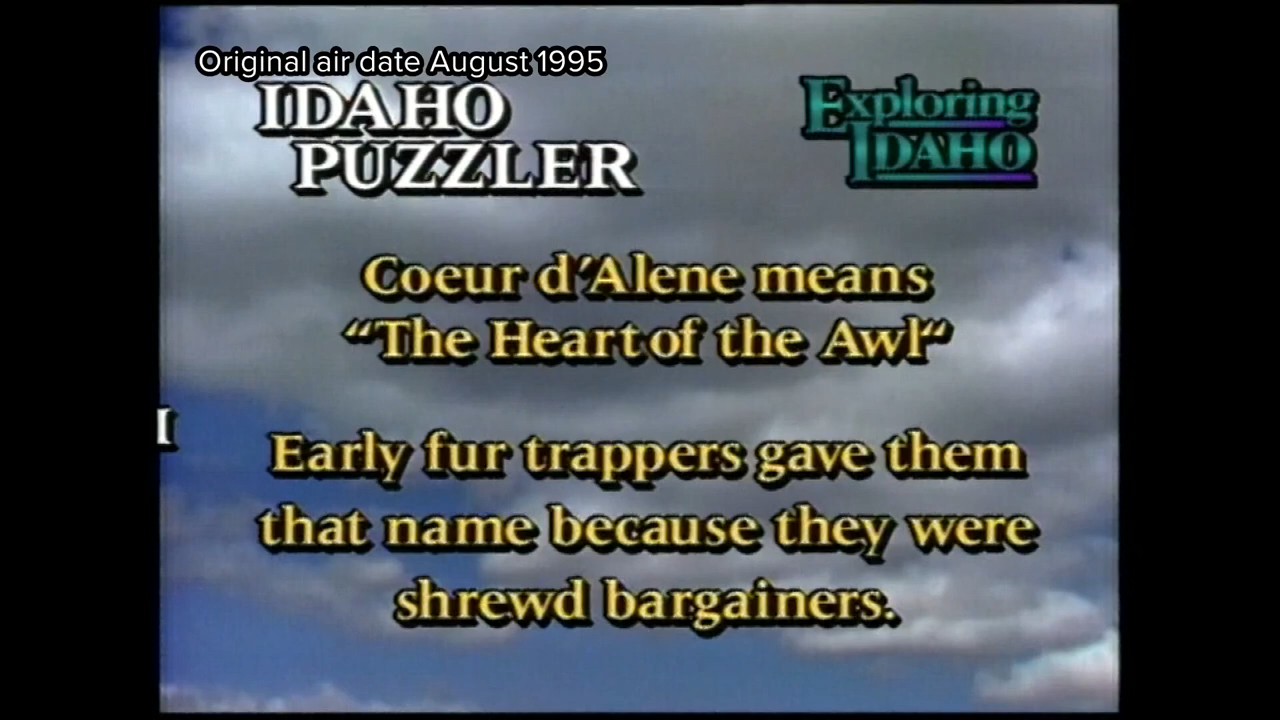 Original air date August 1995
IDAHO
PUZZLER
Exploring
IDAHO
Coeur d'Alene means
“The Heart of the Awl“
I
Early fur trappers gave them
that name because they were
shrewd bargainers.